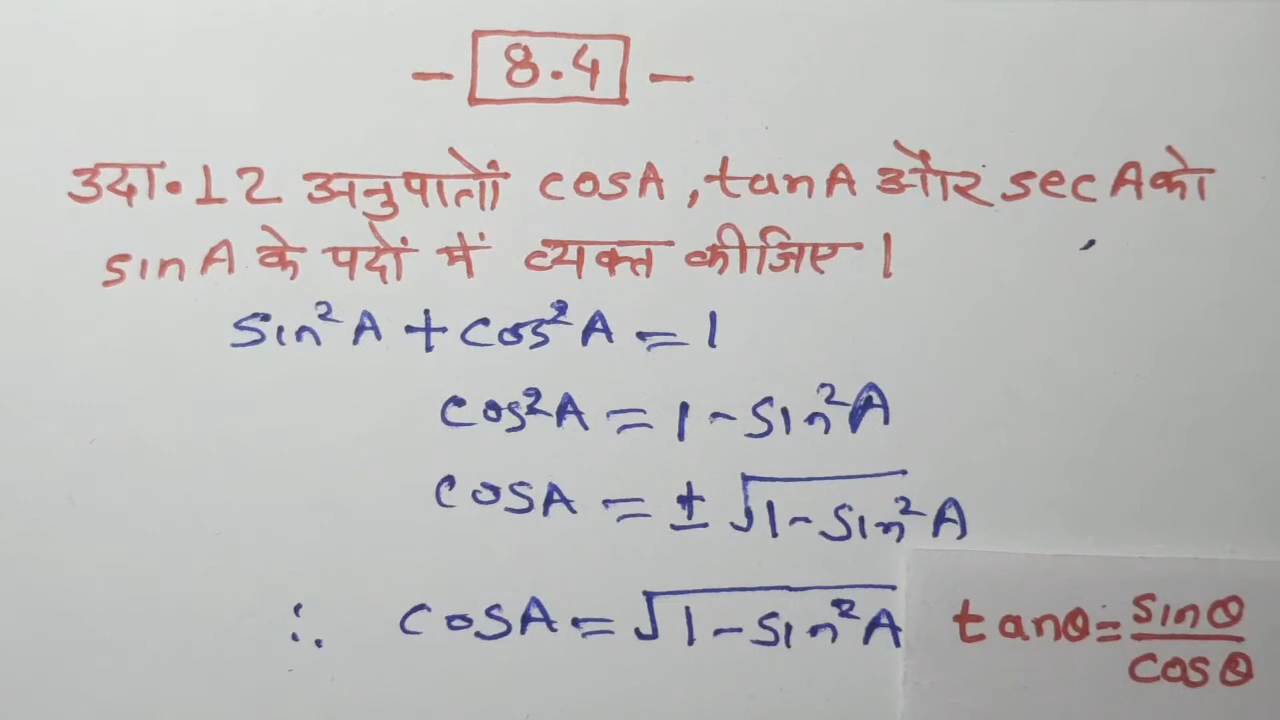 - 8.4 -
उदा.12 अनुपातों cosA, tanA और secA को
sinA के पदों में व्यक्त कीजिए।
sin²A + cos²A = 1
cos²A = 1 - sin²A
cosA = ± √1 - sin²A
∴ cosA = √1 - sin²A
tanθ = sinθ/cosθ